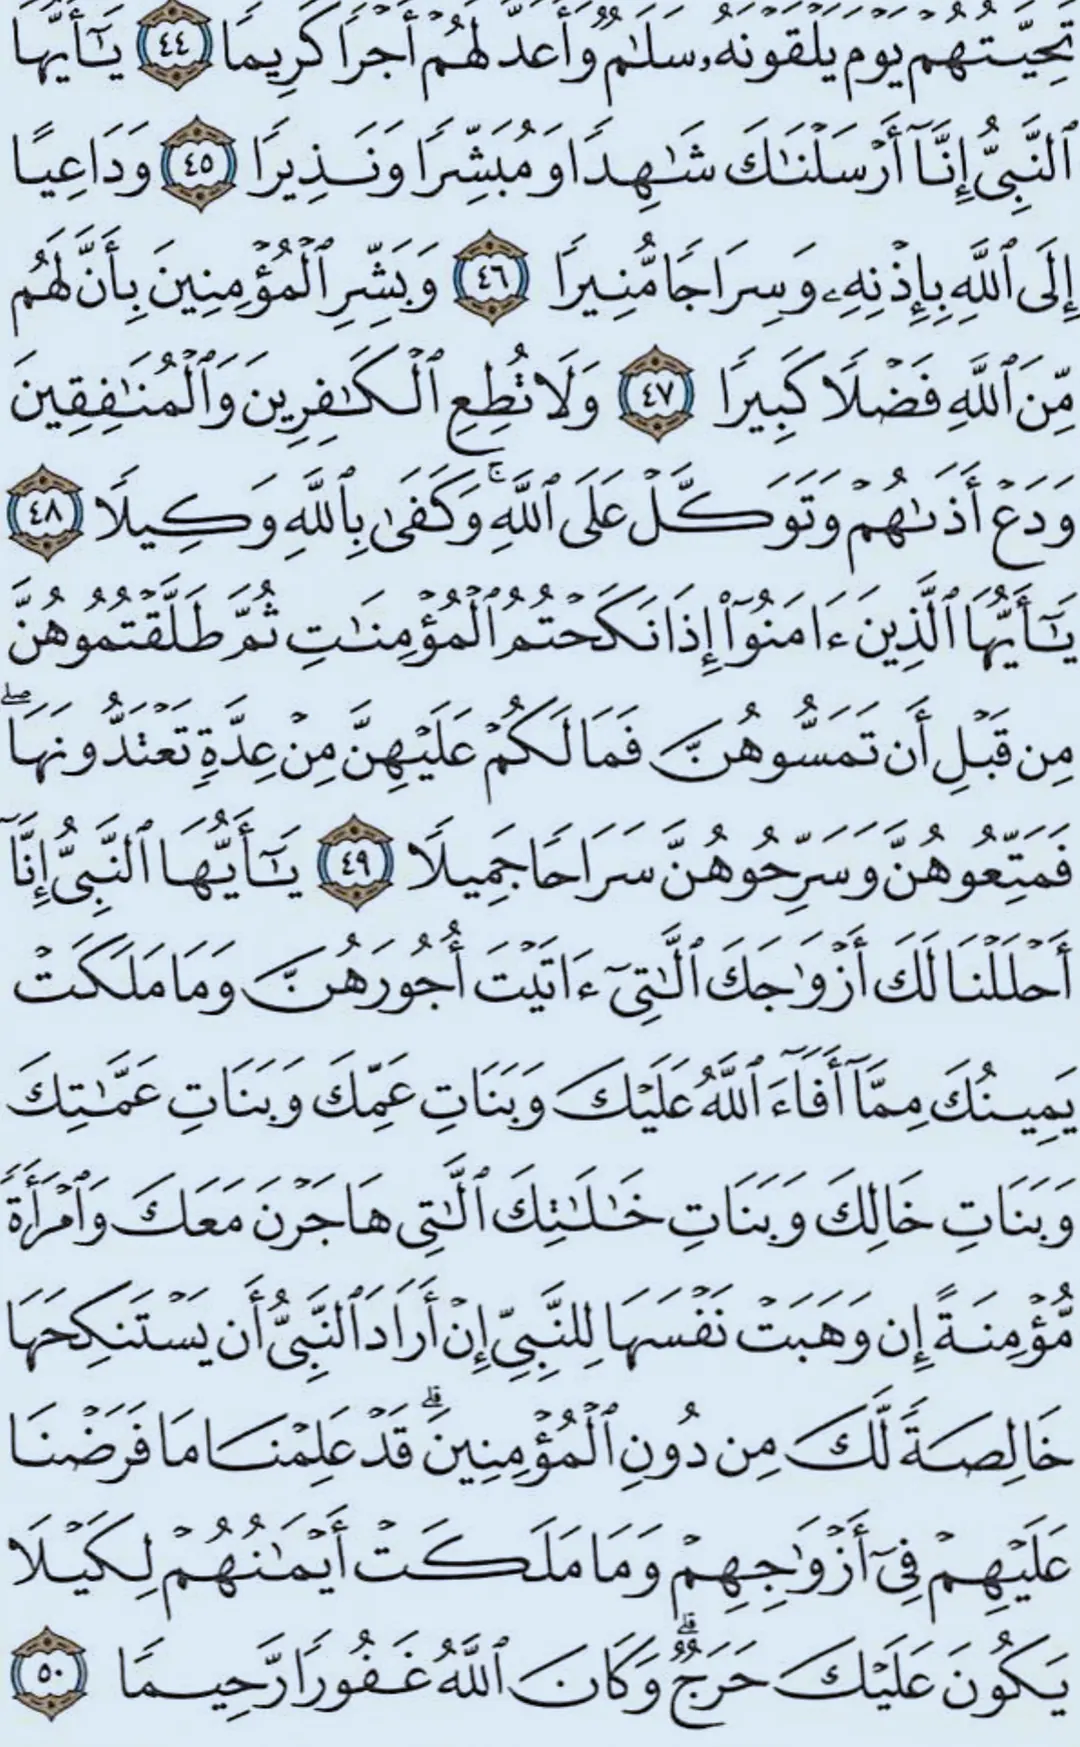 تَحِيَّتُهُمْ يَوْمَ يَلْقَوْنَهُۥ سَلَٰمٌ وَأَعَدَّ لَهُمْ أَجْرًا كَرِيمًا ٤٤ يَٰٓأَيُّهَا
ٱلنَّبِىُّ إِنَّآ أَرْسَلْنَٰكَ شَٰهِدًا وَمُبَشِّرًا وَنَذِيرًا ٤٥ وَدَاعِيًا
إِلَى ٱللَّهِ بِإِذْنِهِۦ وَسِرَاجًا مُّنِيرًا ٤٦ وَبَشِّرِ ٱلْمُؤْمِنِينَ بِأَنَّ لَهُم
مِّنَ ٱللَّهِ فَضْلًا كَبِيرًا ٤٧ وَلَا تُطِعِ ٱلْكَٰفِرِينَ وَٱلْمُنَٰفِقِينَ
وَدَعْ أَذَىٰهُمْ وَتَوَكَّلْ عَلَى ٱللَّهِ ۚ وَكَفَىٰ بِٱللَّهِ وَكِيلًا ٤٨
يَٰٓأَيُّهَا ٱلَّذِينَ ءَامَنُوٓا۟ إِذَا نَكَحْتُمُ ٱلْمُؤْمِنَٰتِ ثُمَّ طَلَّقْتُمُوهُنَّ
مِن قَبْلِ أَن تَمَسُّوهُنَّ فَمَا لَكُمْ عَلَيْهِنَّ مِنْ عِدَّةٍ تَعْتَدُّونَهَا ۖ
فَمَتِّعُوهُنَّ وَسَرِّحُوهُنَّ سَرَاحًا جَمِيلًا ٤٩ يَٰٓأَيُّهَا ٱلنَّبِىُّ إِنَّآ
أَحْلَلْنَا لَكَ أَزْوَٰجَكَ ٱلَّٰتِىٓ ءَاتَيْتَ أُجُورَهُنَّ وَمَا مَلَكَتْ
يَمِينُكَ مِمَّآ أَفَآءَ ٱللَّهُ عَلَيْكَ وَبَنَاتِ عَمِّكَ وَبَنَاتِ عَمَّٰتِكَ
وَبَنَاتِ خَالِكَ وَبَنَاتِ خَٰلَٰتِكَ ٱلَّٰتِى هَاجَرْنَ مَعَكَ وَٱمْرَأَةً
مُّؤْمِنَةً إِن وَهَبَتْ نَفْسَهَا لِلنَّبِىِّ إِنْ أَرَادَ ٱلنَّبِىُّ أَن يَسْتَنكِحَهَا
خَالِصَةً لَّكَ مِن دُونِ ٱلْمُؤْمِنِينَ ۗ قَدْ عَلِمْنَا مَا فَرَضْنَا
عَلَيْهِمْ فِىٓ أَزْوَٰجِهِمْ وَمَا مَلَكَتْ أَيْمَٰنُهُمْ لِكَيْلَا
يَكُونَ عَلَيْكَ حَرَجٌ ۗ وَكَانَ ٱللَّهُ غَفُورًا رَّحِيمًا ٥٠